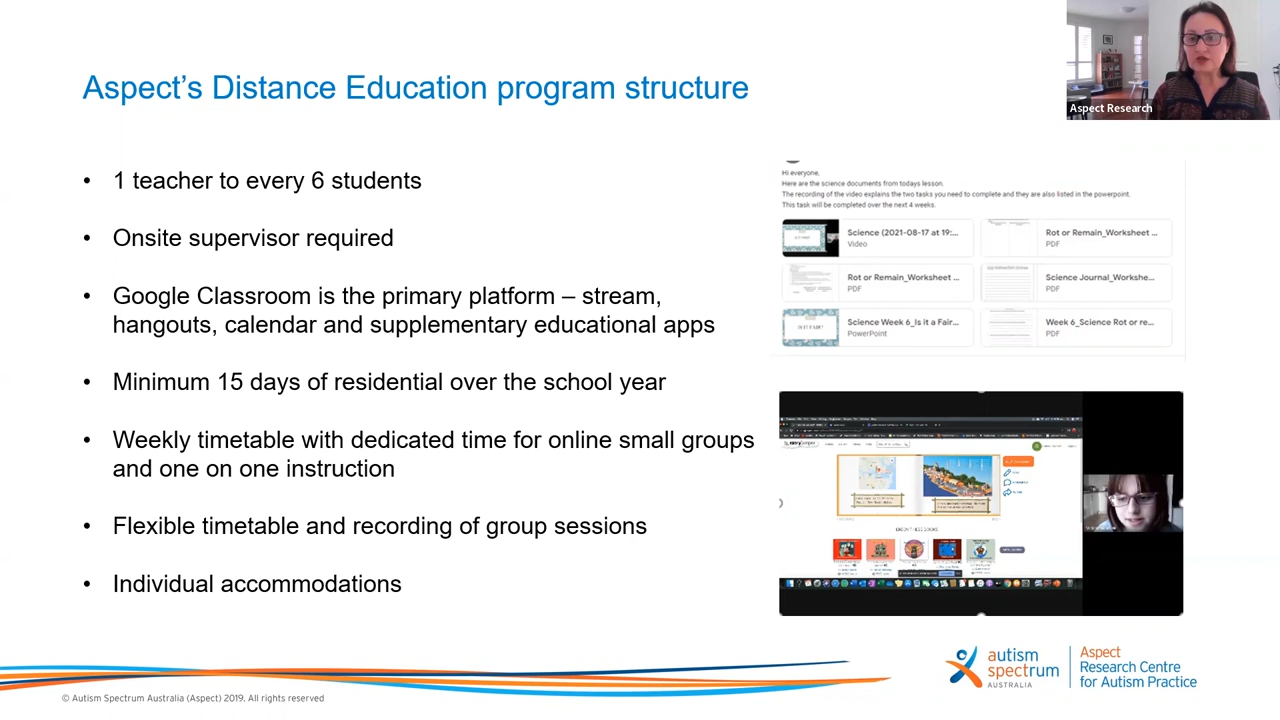 Aspect’s Distance Education program structure
Aspect Research
• 1 teacher to every 6 students
• Onsite supervisor required
• Google Classroom is the primary platform – stream,
hangouts, calendar and supplementary educational apps
• Minimum 15 days of residential over the school year
• Weekly timetable with dedicated time for online small groups
and one on one instruction
• Flexible timetable and recording of group sessions
• Individual accommodations
Hi everyone,
Here are the science documents from todays lesson.
The recording of the video explains the two tasks you need to complete and they are also listed in the powerpoint.
This task will be completed over the next 4 weeks.
Science (2021-08-17 at 19:...
Video
Rot or Remain_Worksheet ...
PDF
Rot or Remain_Worksheet ...
PDF
Science Journal_Workshe...
PDF
IS IT FAIR?
Science Week 6_Is it a Fair...
PowerPoint
Week 6_Science Rot or re...
PDF
© Autism Spectrum Australia (Aspect) 2019. All rights reserved
autism
spectrum
AUSTRALIA
Aspect
Research Centre
for Autism Practice